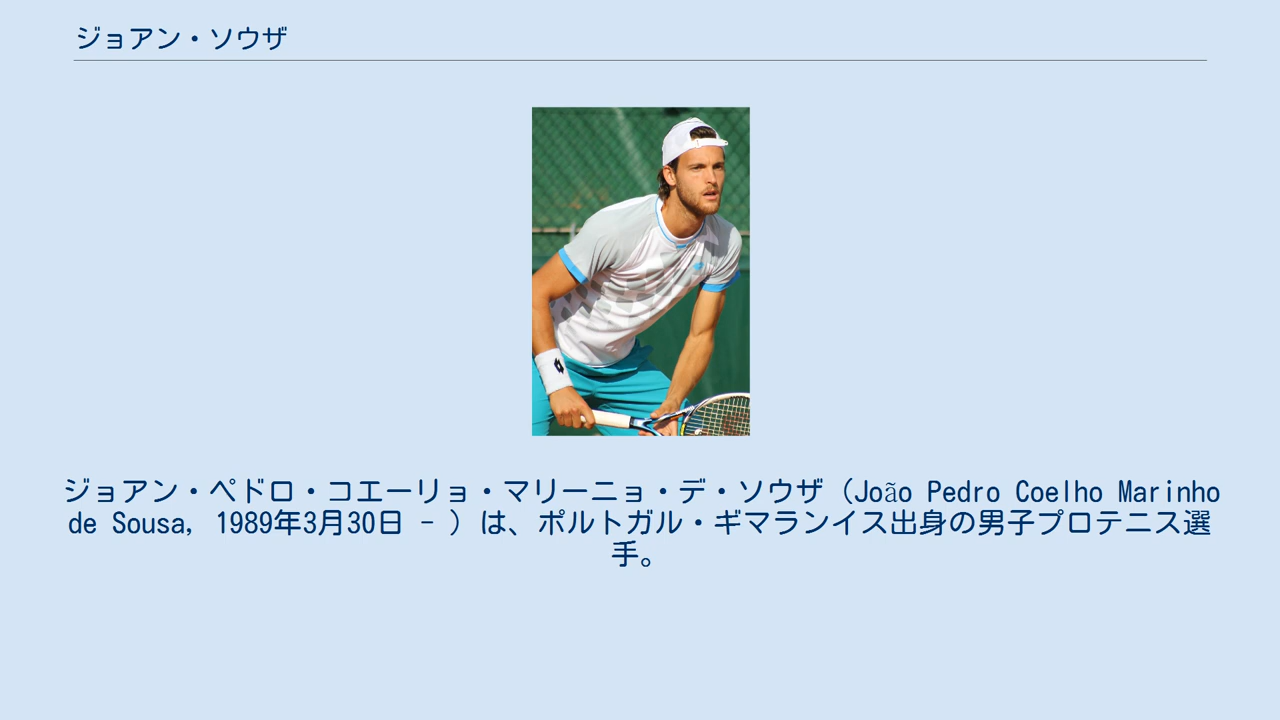 ジョアン・ソウザ
ジョアン・ペドロ・コエーリョ・マリーニョ・デ・ソウザ（João Pedro Coelho Marinho
de Sousa, 1989年3月30日 - ）は、ポルトガル・ギマランイス出身の男子プロテニス選
手。